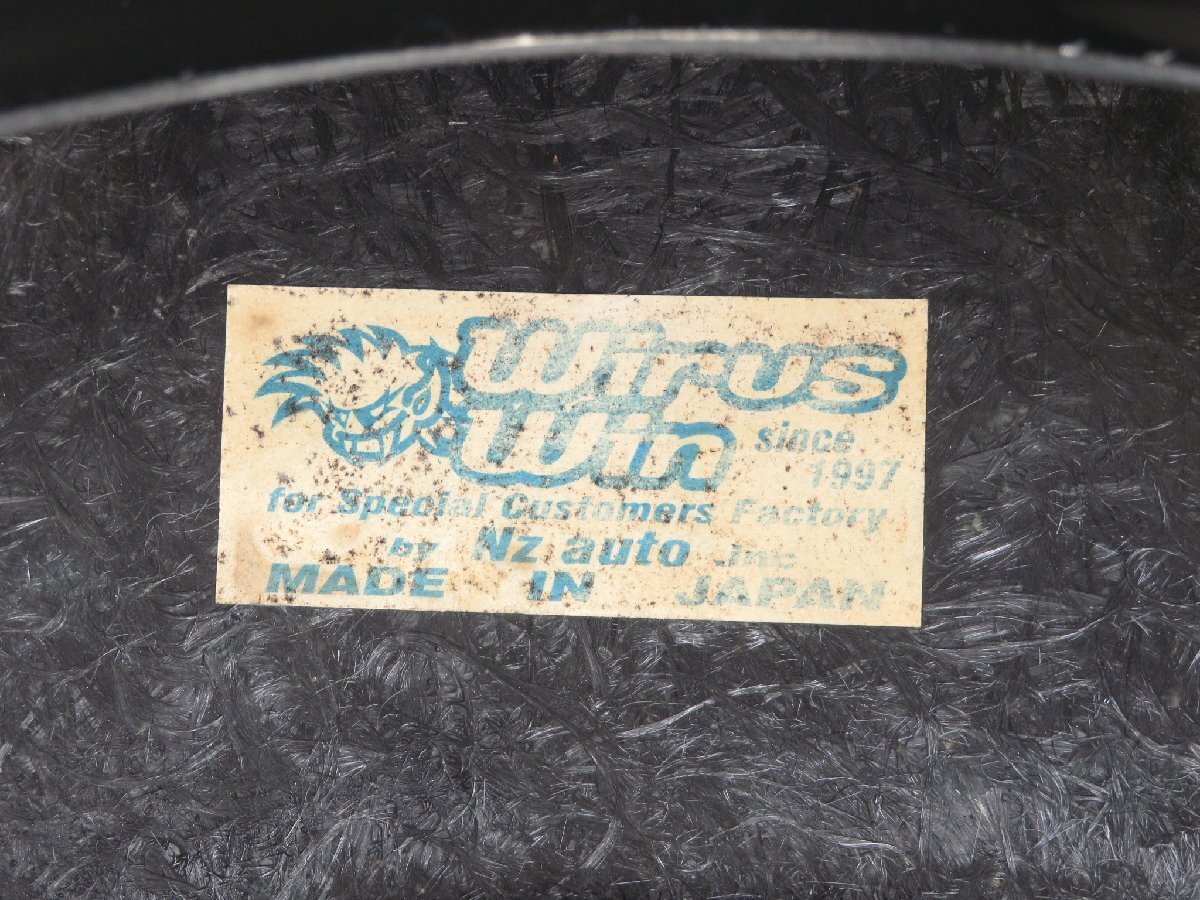 Wirus
Win
since
1997
for Special Customers Factory
by Nz auto .inc
MADE IN JAPAN